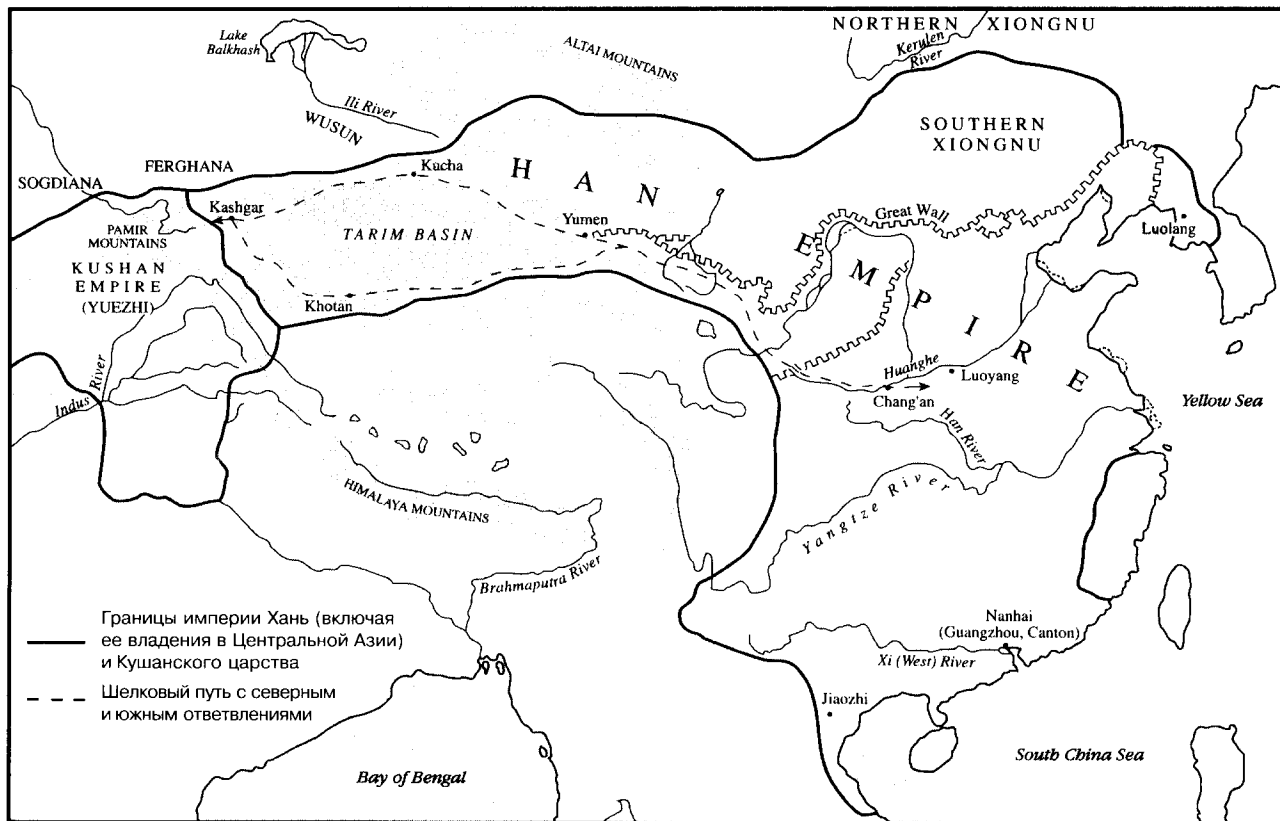 NORTHERN XIONGNU
Kerulen
River
Lake
Balkhash
ALTAI MOUNTAINS
Ili River
WUSUN
SOUTHERN
XIONGNU
FERGHANA
SOGDIANA
Kucha
HAN
EMPIRE
Kashgar
Yumen
Great Wall
Luolang
PAMIR
MOUNTAINS
TARIM BASIN
KUSHAN
EMPIRE
(YUEZHI)
Khotan
Huanghe
Luoyang
Chang'an
Indus River
Han River
Yellow Sea
HIMALAYA MOUNTAINS
Yangtze River
Brahmaputra River
Nanhai
(Guangzhou, Canton)
Xi (West) River
Jiaozhi
South China Sea
Bay of Bengal
Границы империи Хань (включая
ее владения в Центральной Азии)
и Кушанского царства
Шелковый путь с северным
и южным ответвлениями